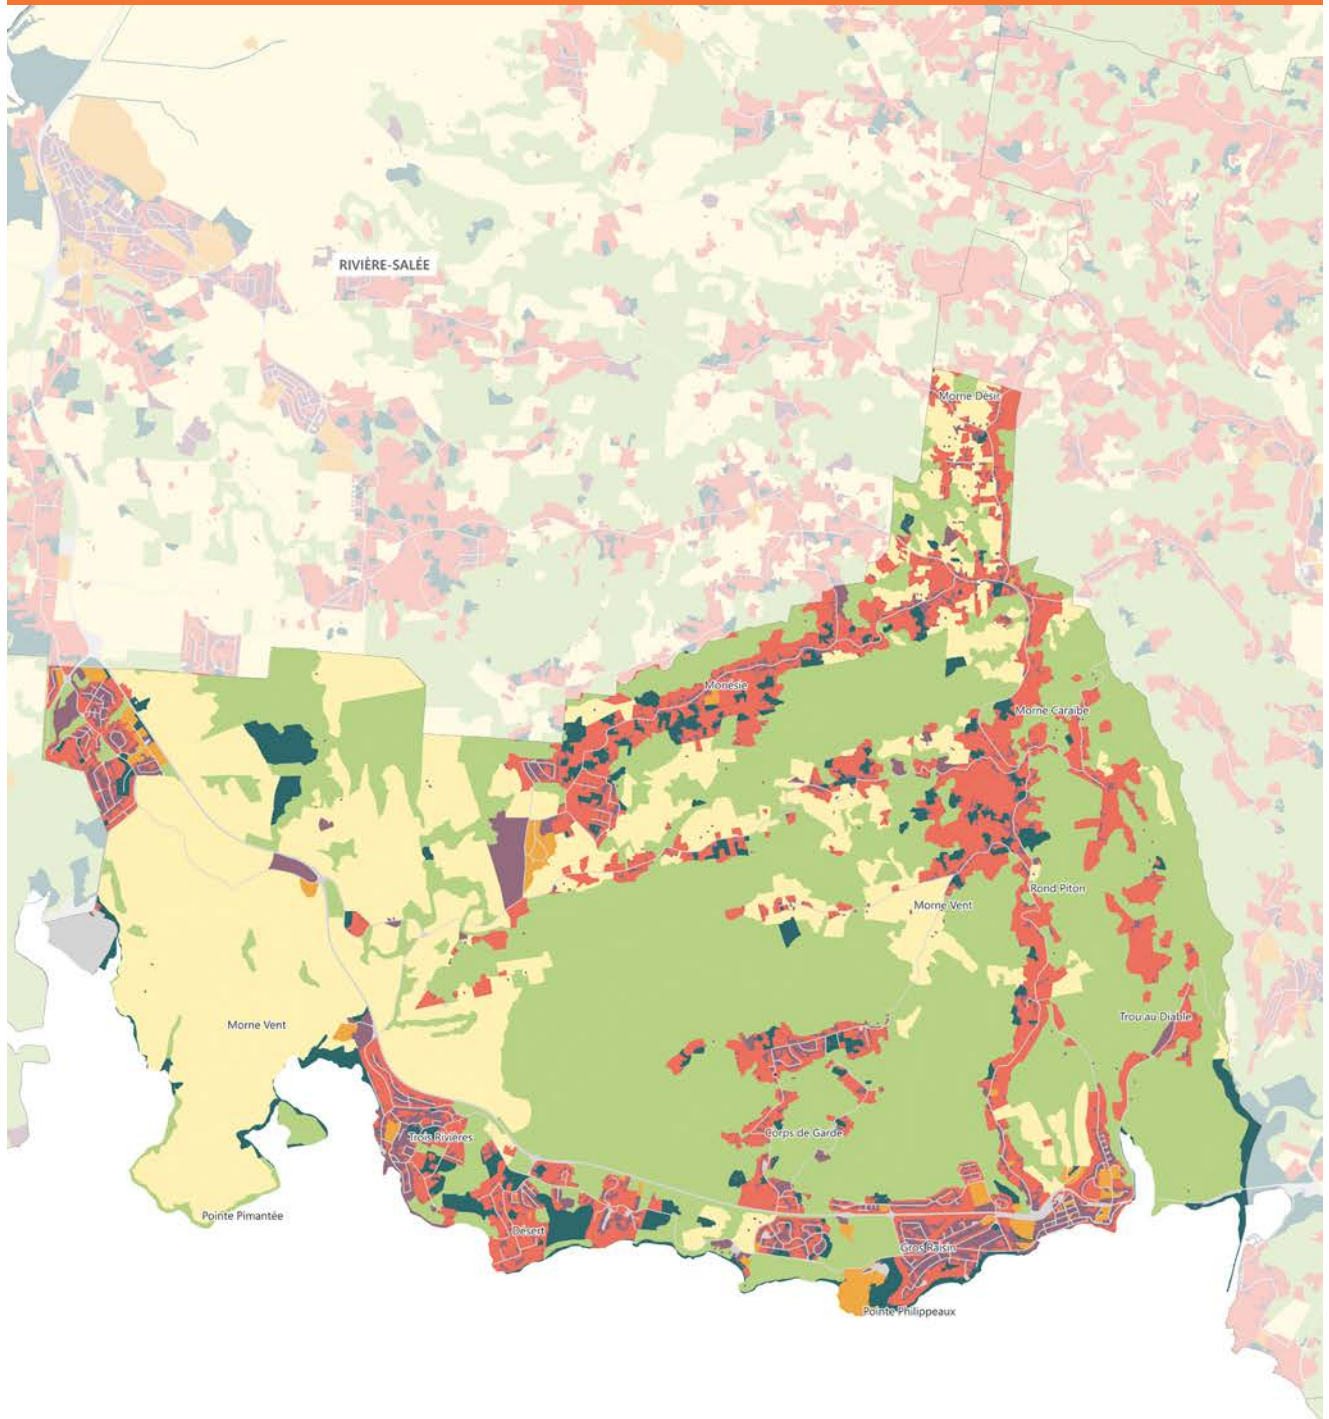 RIVIÈRE-SALÉE
Morne Désir
Monésie
Morne Caraïbe
Rond Piton
Morne Vent
Trou au Diable
Morne Vent
Corps de Garde
Trois Rivières
Pointe Pimantée
Désert
Gros Raisin
Pointe Philippeaux